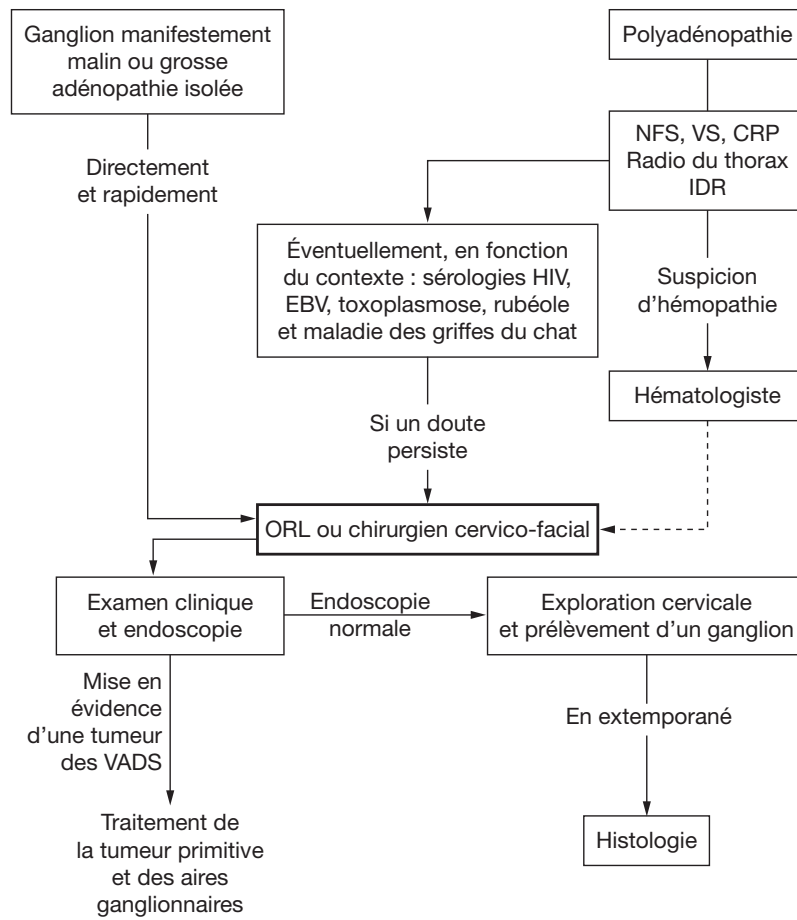 Ganglion manifestement
malin ou grosse
adénopathie isolée
Polyadénopathie
Directement
et rapidement
NFS, VS, CRP
Radio du thorax
IDR
Éventuellement, en fonction
du contexte : sérologies HIV,
EBV, toxoplasmose, rubéole
et maladie des griffes du chat
Suspicion
d’hémopathie
Si un doute
persiste
Hématologiste
ORL ou chirurgien cervico-facial
Examen clinique
et endoscopie
Endoscopie
normale
Exploration cervicale
et prélèvement d’un ganglion
Mise en
évidence
d’une tumeur
des VADS
En extemporané
Traitement de
la tumeur primitive
et des aires
ganglionnaires
Histologie